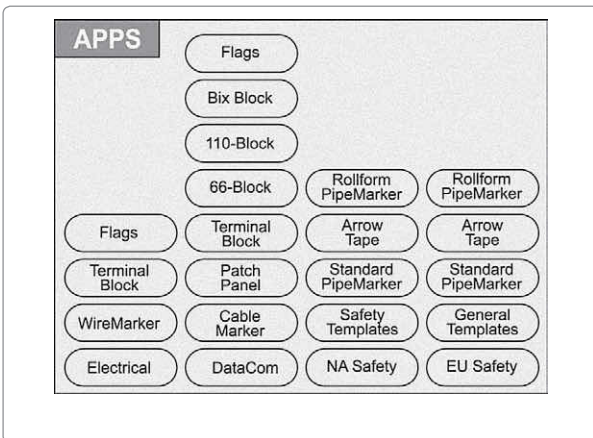 APPS
Flags
Bix Block
110-Block
66-Block
Rollform
PipeMarker
Rollform
PipeMarker
Flags
Terminal
Block
Arrow
Tape
Arrow
Tape
Terminal
Block
Patch
Panel
Standard
PipeMarker
Standard
PipeMarker
WireMarker
Cable
Marker
Safety
Templates
General
Templates
Electrical
DataCom
NA Safety
EU Safety